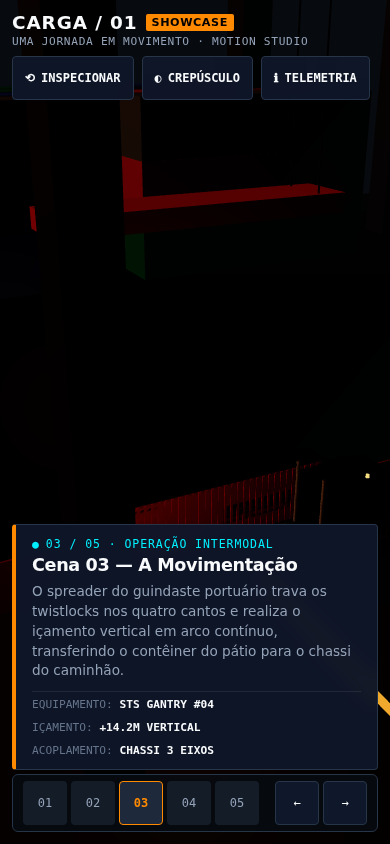 CARGA / 01 SHOWCASE
UMA JORNADA EM MOVIMENTO · MOTION STUDIO
⟲ INSPECIONAR ◐ CREPÚSCULO ℹ TELEMETRIA
● 03 / 05 · OPERAÇÃO INTERMODAL
Cena 03 — A Movimentação
O spreader do guindaste portuário trava os
twistlocks nos quatro cantos e realiza o
içamento vertical em arco contínuo,
transferindo o contêiner do pátio para o chassi
do caminhão.
EQUIPAMENTO: STS GANTRY #04
IÇAMENTO: +14.2M VERTICAL
ACOPLAMENTO: CHASSI 3 EIXOS
01 02 03 04 05 ← →